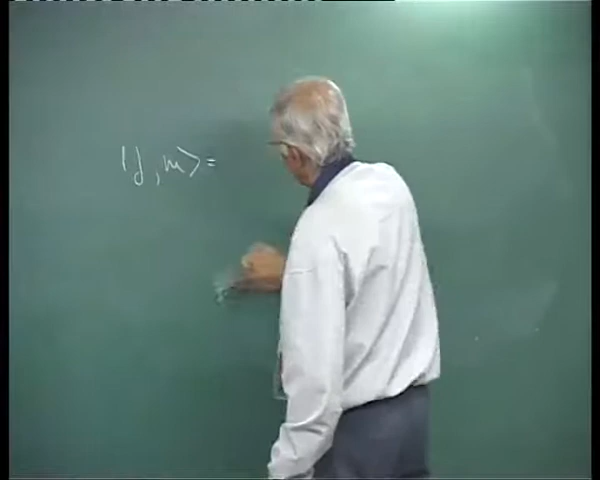 |j, m⟩ =